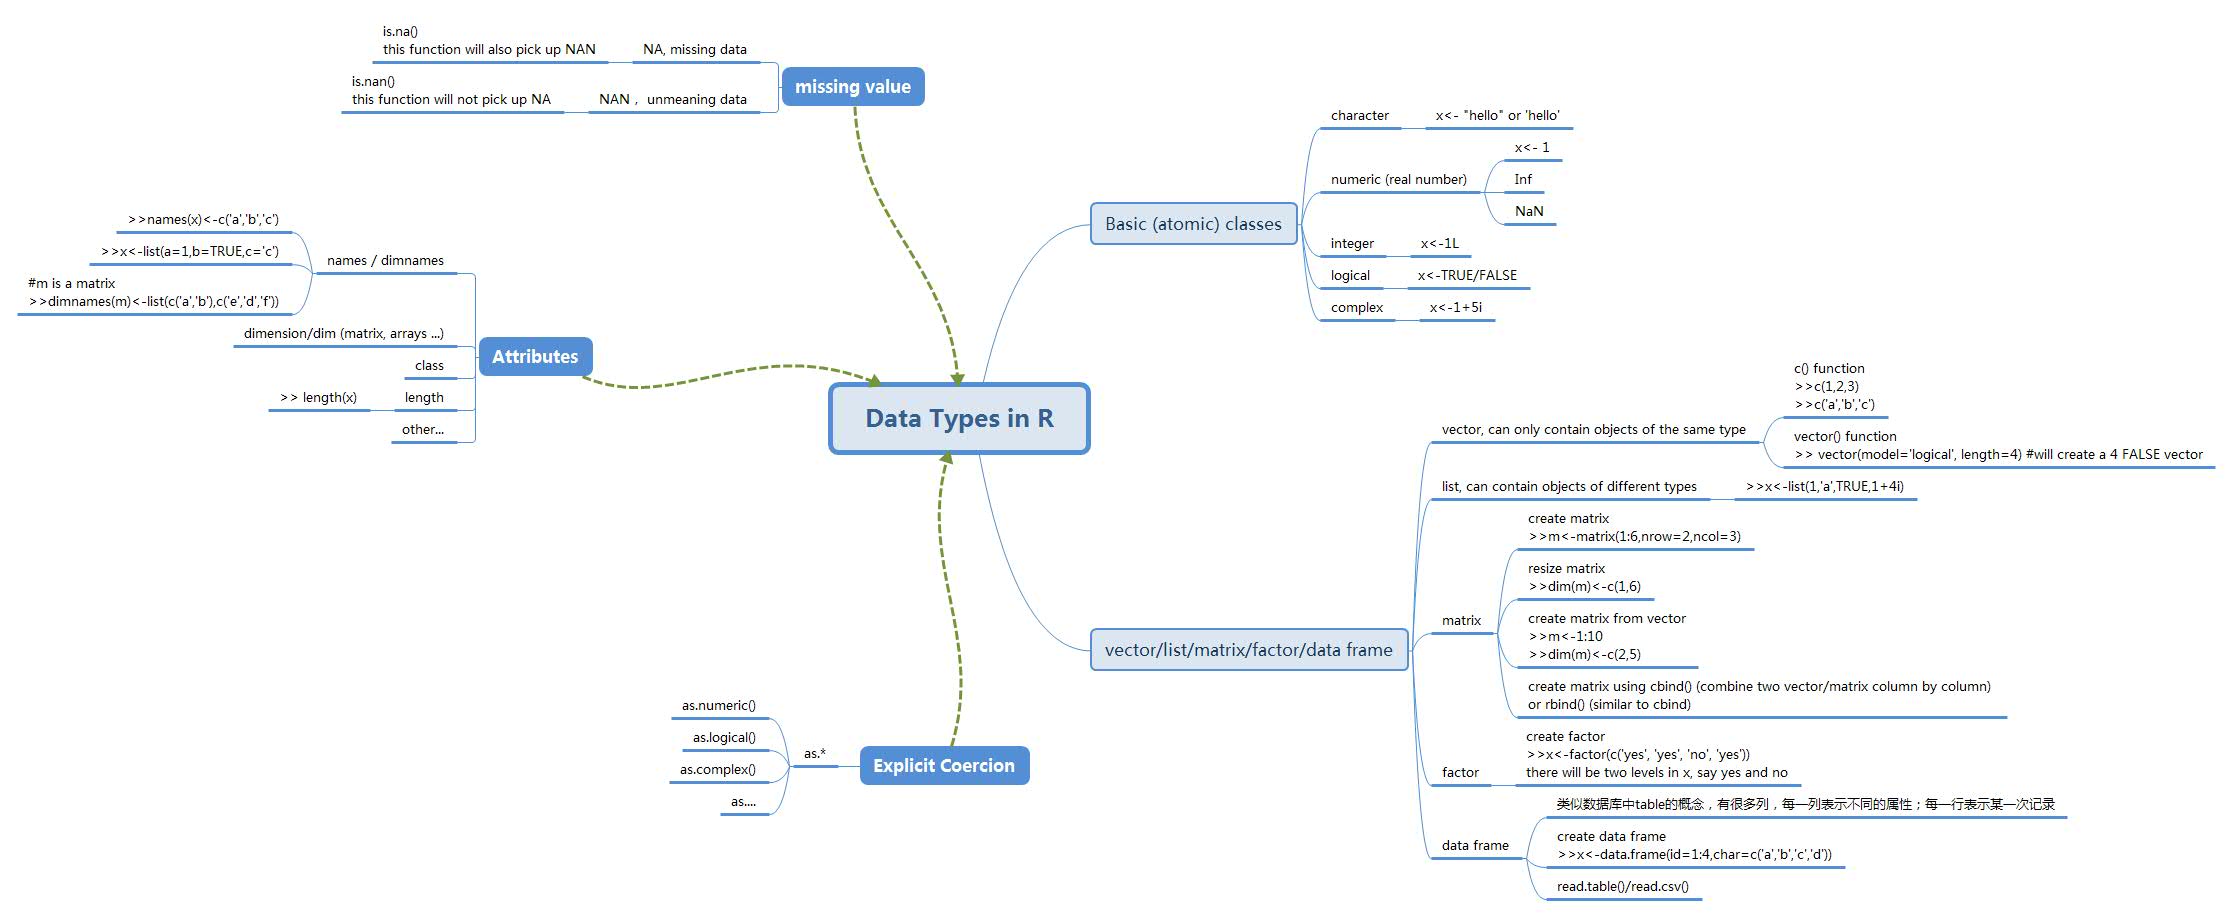 is.na()
this function will also pick up NAN
NA, missing data
is.nan()
this function will not pick up NA
NAN， unmeaning data
missing value
>>names(x)<-c('a','b','c')
>>x<-list(a=1,b=TRUE,c='c')
#m is a matrix
>>dimnames(m)<-list(c('a','b'),c('e','d','f'))
names / dimnames
dimension/dim (matrix, arrays ...)
class
>> length(x)
length
other...
Attributes
Data Types in R
as.numeric()
as.logical()
as.complex()
as....
as.*
Explicit Coercion
Basic (atomic) classes
character
x<- "hello" or 'hello'
numeric (real number)
x<- 1
Inf
NaN
integer
x<-1L
logical
x<-TRUE/FALSE
complex
x<-1+5i
vector/list/matrix/factor/data frame
vector, can only contain objects of the same type
c() function
>>c(1,2,3)
>>c('a','b','c')
vector() function
>> vector(model='logical', length=4) #will create a 4 FALSE vector
list, can contain objects of different types
>>x<-list(1,'a',TRUE,1+4i)
matrix
create matrix
>>m<-matrix(1:6,nrow=2,ncol=3)
resize matrix
>>dim(m)<-c(1,6)
create matrix from vector
>>m<-1:10
>>dim(m)<-c(2,5)
create matrix using cbind() (combine two vector/matrix column by column)
or rbind() (similar to cbind)
factor
create factor
>>x<-factor(c('yes', 'yes', 'no', 'yes'))
there will be two levels in x, say yes and no
data frame
类似数据库中table的概念，有很多列，每一列表示不同的属性；每一行表示某一次记录
create data frame
>>x<-data.frame(id=1:4,char=c('a','b','c','d'))
read.table()/read.csv()